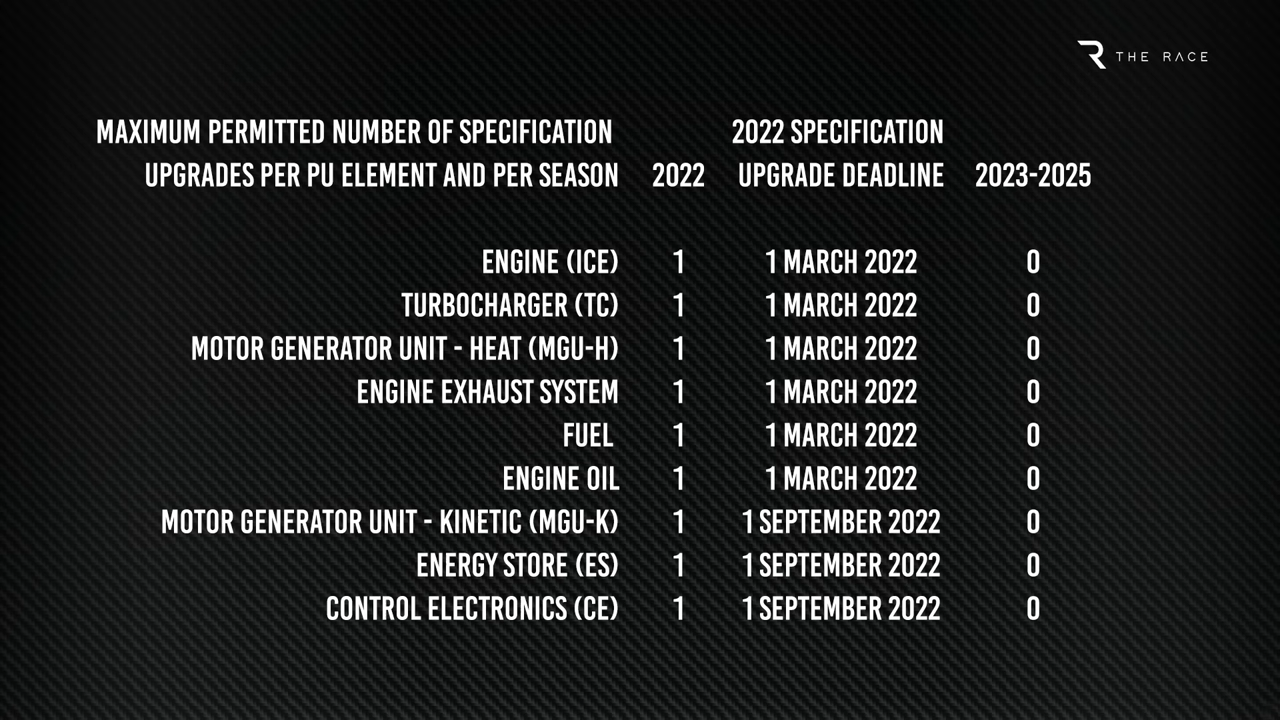 THE RACE
MAXIMUM PERMITTED NUMBER OF SPECIFICATION 2022 SPECIFICATION
UPGRADES PER PU ELEMENT AND PER SEASON 2022 UPGRADE DEADLINE 2023-2025
ENGINE (ICE) 1 1 MARCH 2022 0
TURBOCHARGER (TC) 1 1 MARCH 2022 0
MOTOR GENERATOR UNIT - HEAT (MGU-H) 1 1 MARCH 2022 0
ENGINE EXHAUST SYSTEM 1 1 MARCH 2022 0
FUEL 1 1 MARCH 2022 0
ENGINE OIL 1 1 MARCH 2022 0
MOTOR GENERATOR UNIT - KINETIC (MGU-K) 1 1 SEPTEMBER 2022 0
ENERGY STORE (ES) 1 1 SEPTEMBER 2022 0
CONTROL ELECTRONICS (CE) 1 1 SEPTEMBER 2022 0